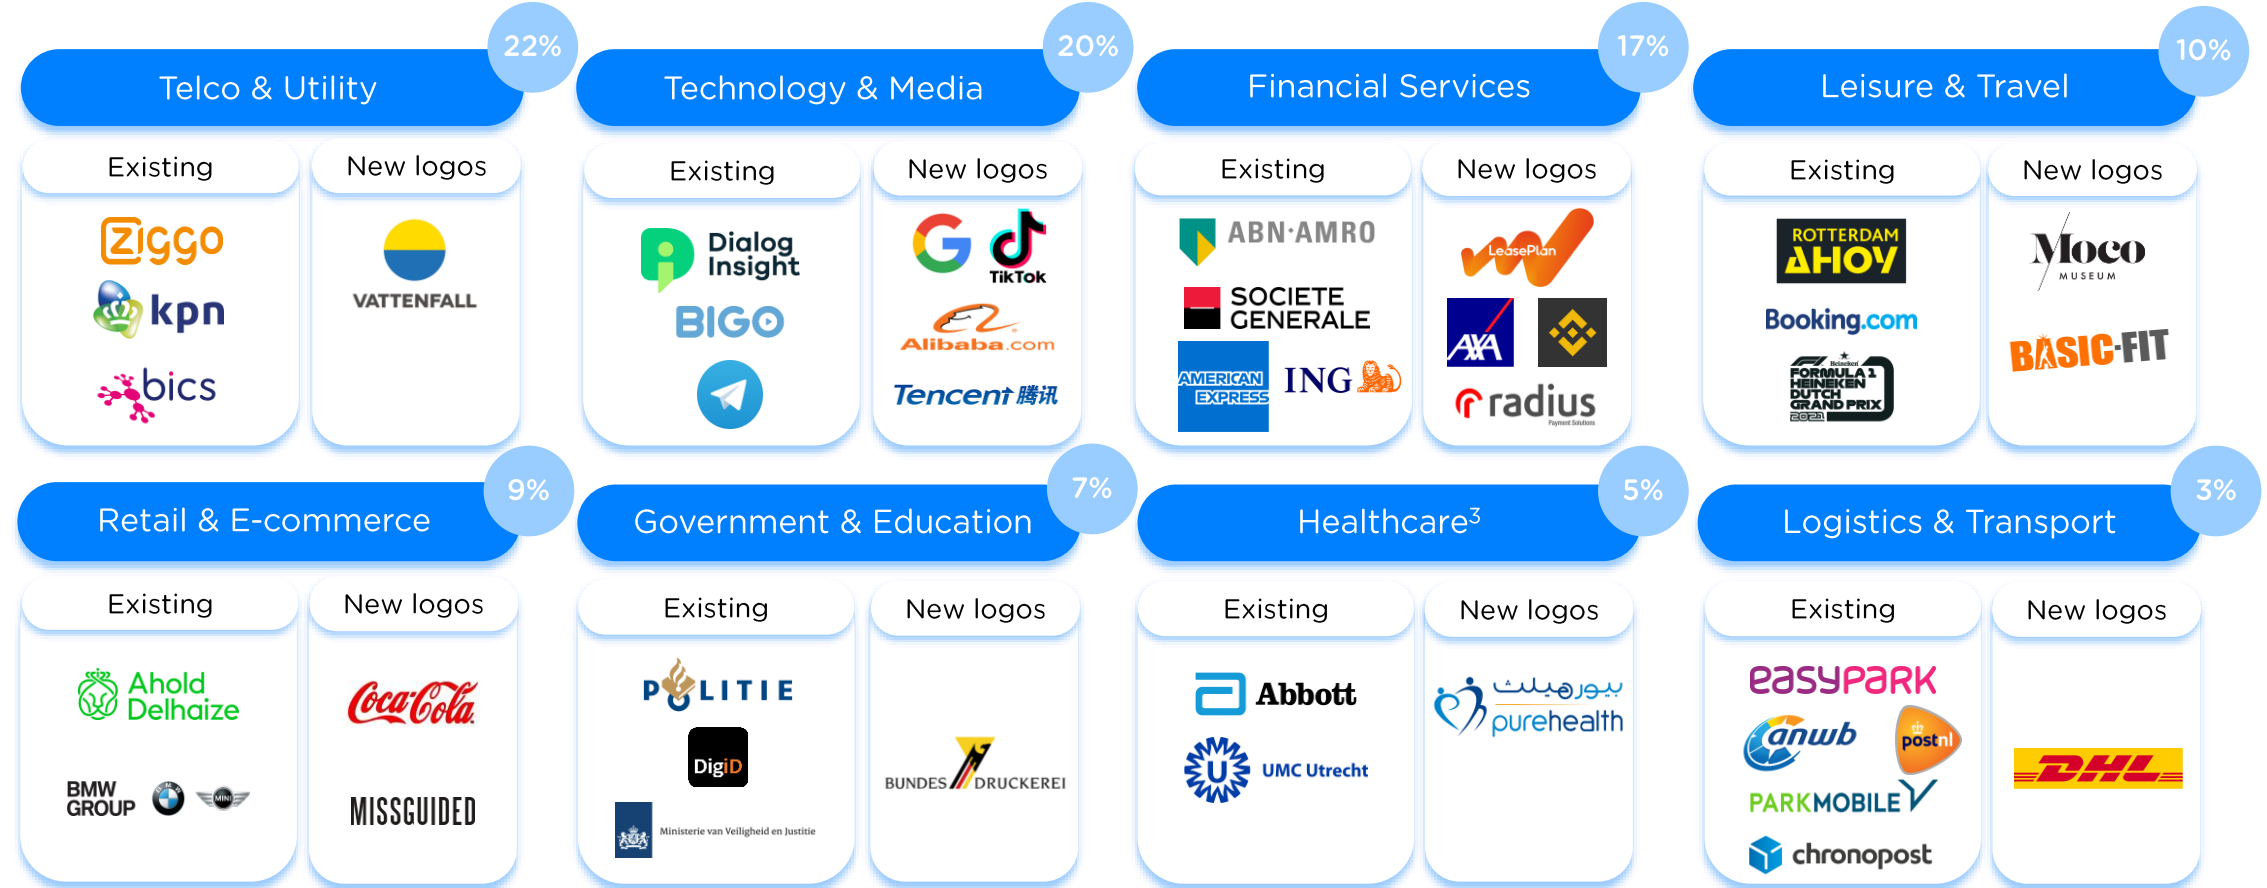 22%
Telco & Utility
Existing
New logos
ziggo
kpn
bics
VATTENFALL
20%
Technology & Media
Existing
New logos
Dialog
Insight
BIGO
TikTok
Alibaba.com
Tencent 腾讯
17%
Financial Services
Existing
New logos
ABN·AMRO
SOCIETE
GENERALE
AMERICAN
EXPRESS
ING
LeasePlan
AXA
radius
Payment Solutions
10%
Leisure & Travel
Existing
New logos
ROTTERDAM
AHOY
Booking.com
Heineken
FORMULA 1
HEINEKEN
DUTCH
GRAND PRIX
2021
Moco
MUSEUM
BASIC-FIT
9%
Retail & E-commerce
Existing
New logos
Ahold
Delhaize
BMW
GROUP
BMW
MINI
Coca-Cola
MISSGUIDED
7%
Government & Education
Existing
New logos
POLITIE
DigiD
Ministerie van Veiligheid en Justitie
BUNDESDRUCKEREI
5%
Healthcare³
Existing
New logos
Abbott
U
UMC Utrecht
بيورهيلث
purehealth
3%
Logistics & Transport
Existing
New logos
easyPARK
anwb
postnl
PARKMOBILE
chronopost
DHL